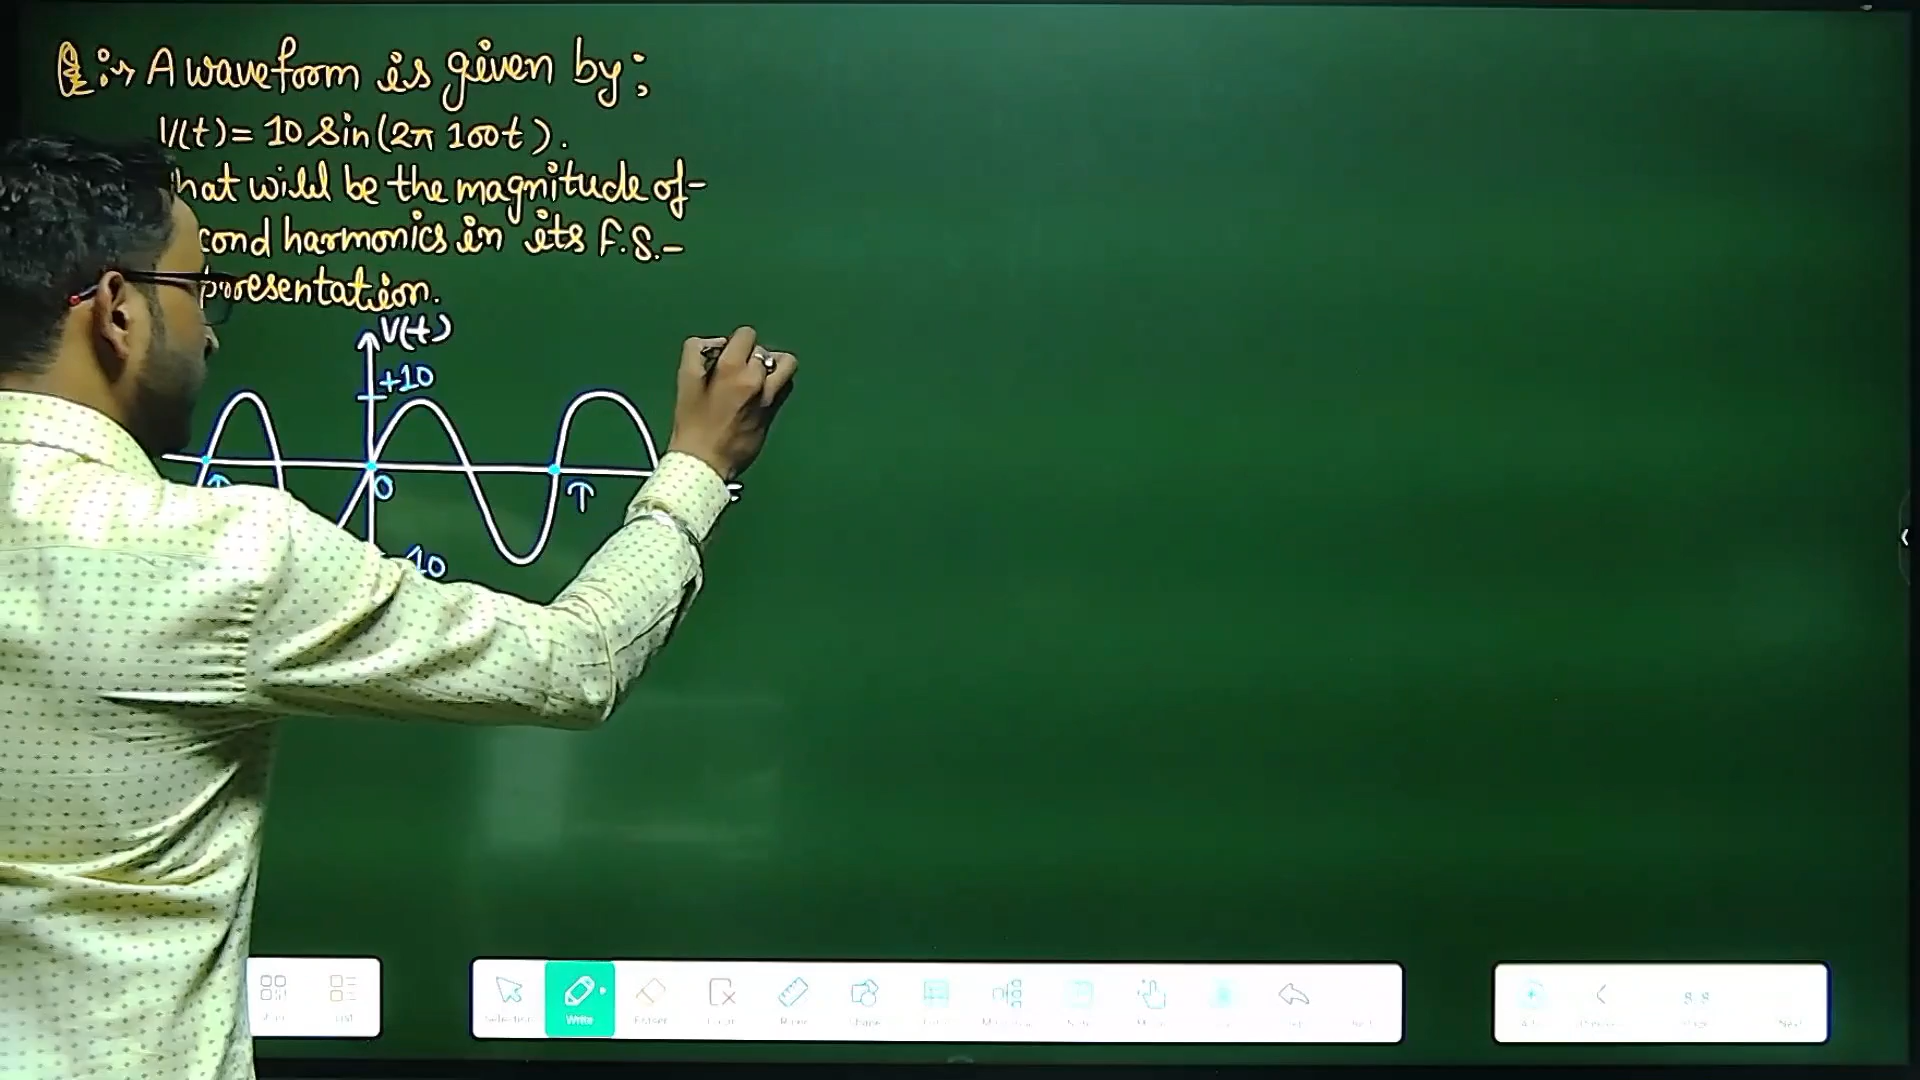 Q:→ A waveform is given by;
V(t) = 10 Sin(2π 100t).
hat will be the magnitude of-
cond harmonics in its F.S.-
presentation.
V(t)
+10
0
T
-10
Write